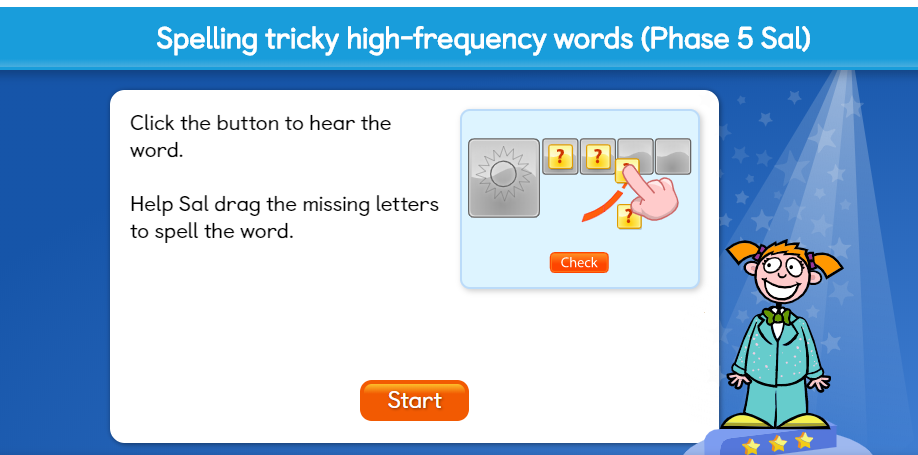 Spelling tricky high-frequency words (Phase 5 Sal)
Click the button to hear the
word.
Help Sal drag the missing letters
to spell the word.
? ? ?
?
Check
Start